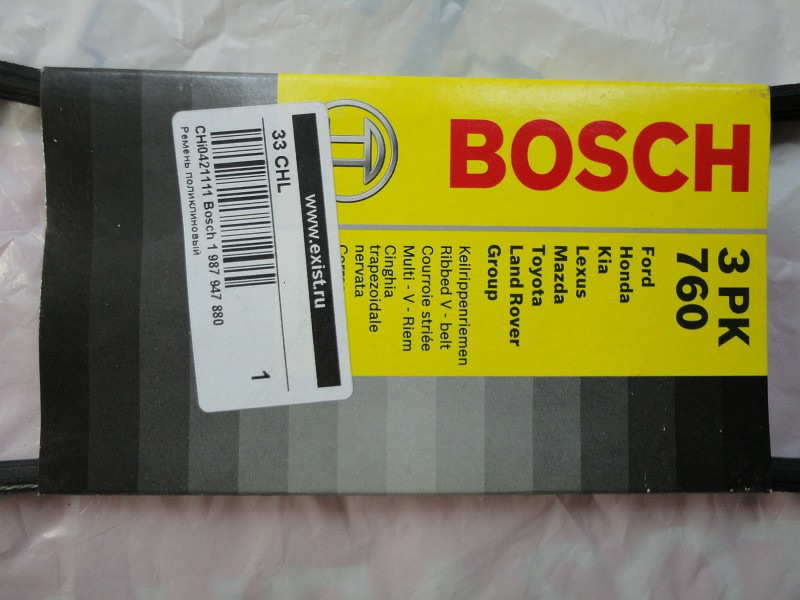 BOSCH
3 PK
760
Ford
Honda
Kia
Lexus
Mazda
Toyota
Land Rover
Group
Keilrippenriemen
Ribbed V - belt
Courroie striée
Multi - V - Riem
Cinghia
trapezoidale
nervata
www.exist.ru
33 CHL
1
CHi0421111 Bosch 1 987 947 880
Ремень поликлиновый